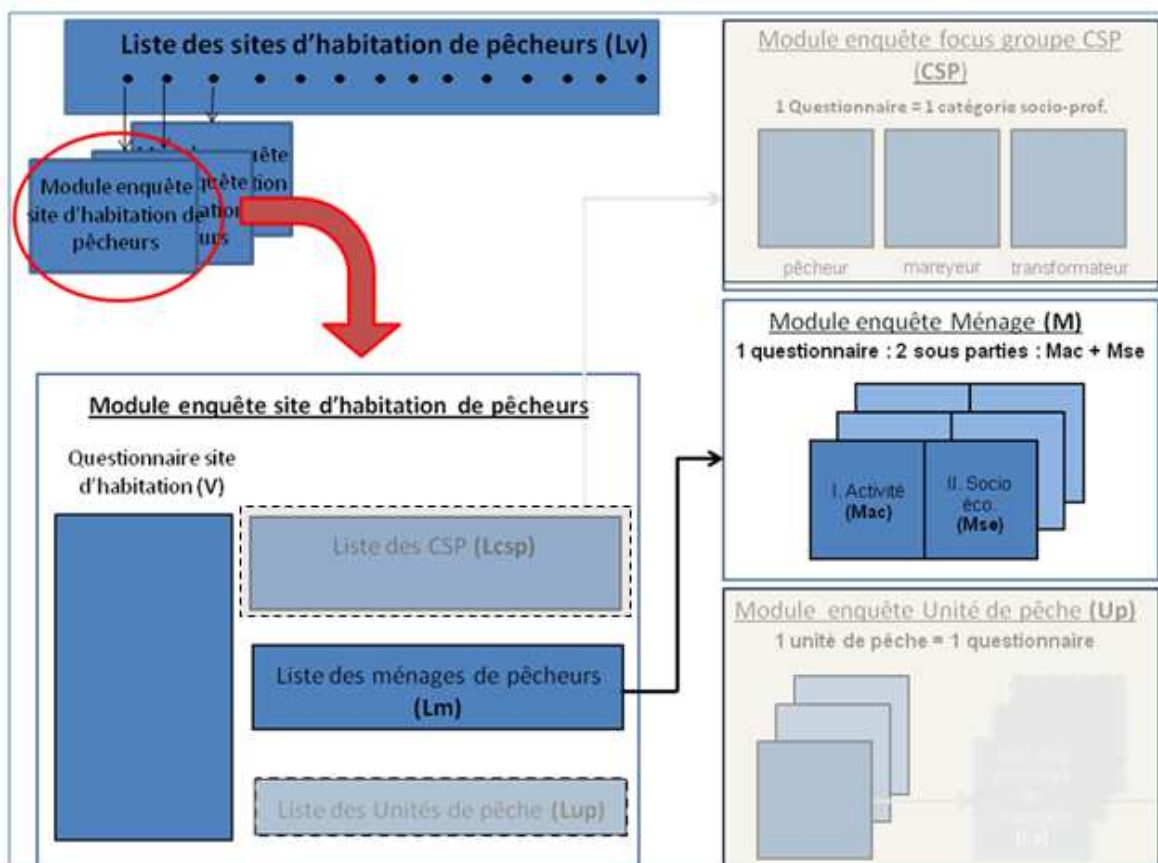 Liste des sites d'habitation de pêcheurs (Lv)
Module enquête
site d'habitation de
pêcheurs
Module enquête site d'habitation de pêcheurs
Questionnaire site
d'habitation (V)
Liste des CSP (Lcsp)
Liste des ménages de pêcheurs
(Lm)
Liste des Unités de pêche (Lup)
Module enquête focus groupe CSP
(CSP)
1 Questionnaire = 1 catégorie socio-prof.
pêcheur
mareyeur
transformateur
Module enquête Ménage (M)
1 questionnaire : 2 sous parties : Mac + Mse
I. Activité
(Mac)
II. Socio
éco.
(Mse)
Module enquête Unité de pêche (Up)
1 unité de pêche = 1 questionnaire